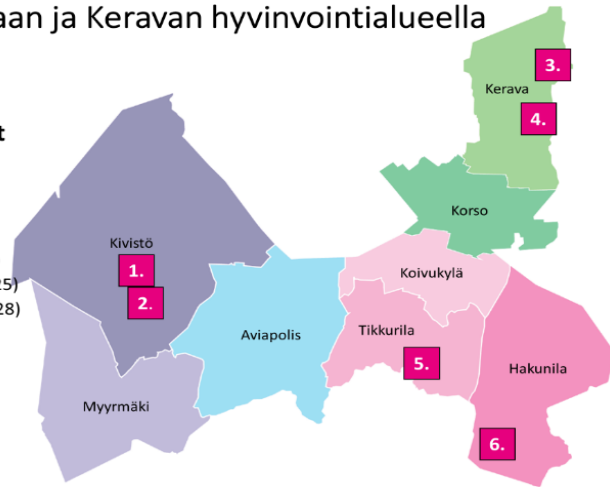 aan ja Keravan hyvinvointialueella
t
25)
28)
Kerava
3.
4.
Korso
Kivistö
1.
2.
Koivukylä
Aviapolis
Tikkurila
5.
Hakunila
Myyrmäki
6.